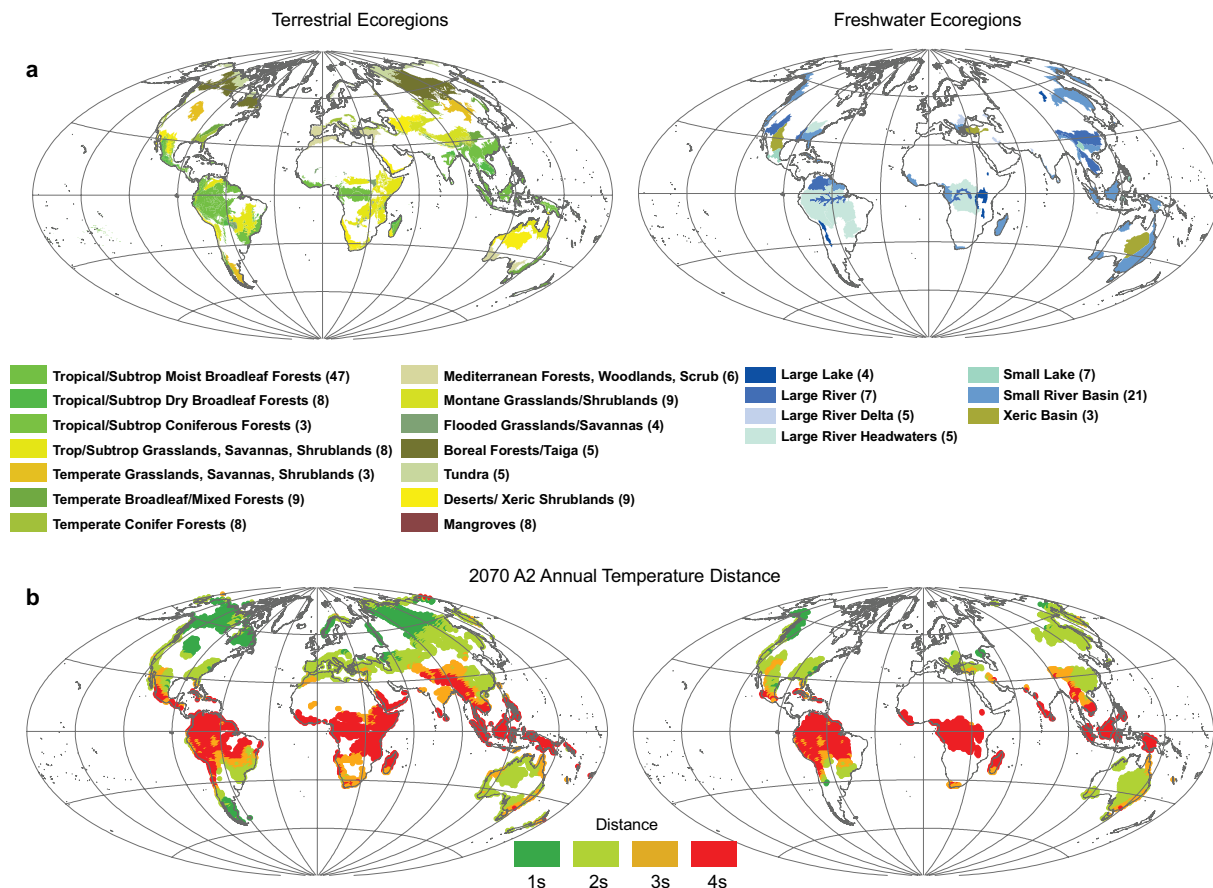 Terrestrial Ecoregions
Freshwater Ecoregions
a
Tropical/Subtrop Moist Broadleaf Forests (47)
Tropical/Subtrop Dry Broadleaf Forests (8)
Tropical/Subtrop Coniferous Forests (3)
Trop/Subtrop Grasslands, Savannas, Shrublands (8)
Temperate Grasslands, Savannas, Shrublands (3)
Temperate Broadleaf/Mixed Forests (9)
Temperate Conifer Forests (8)
Mediterranean Forests, Woodlands, Scrub (6)
Montane Grasslands/Shrublands (9)
Flooded Grasslands/Savannas (4)
Boreal Forests/Taiga (5)
Tundra (5)
Deserts/ Xeric Shrublands (9)
Mangroves (8)
Large Lake (4)
Large River (7)
Large River Delta (5)
Large River Headwaters (5)
Small Lake (7)
Small River Basin (21)
Xeric Basin (3)
2070 A2 Annual Temperature Distance
b
Distance
1s
2s
3s
4s